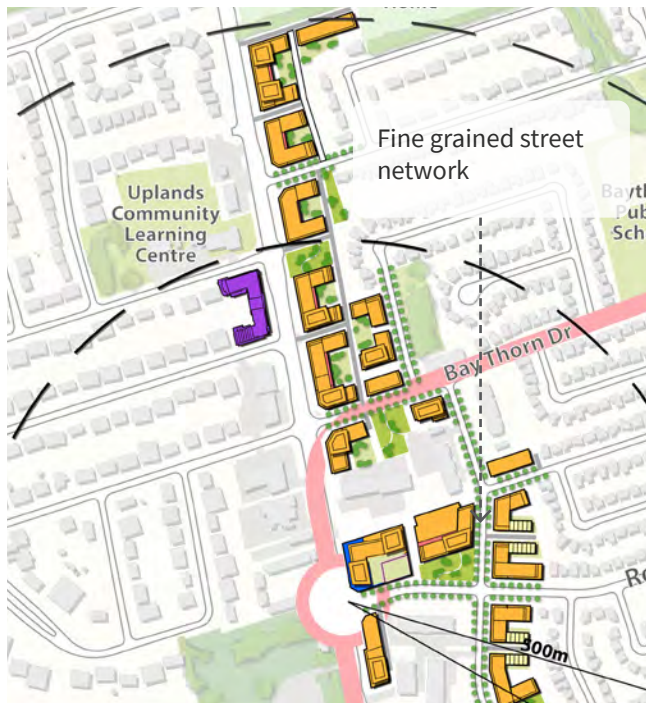 Fine grained street
network
Uplands
Community
Learning
Centre
Bay Thorn Dr
300m